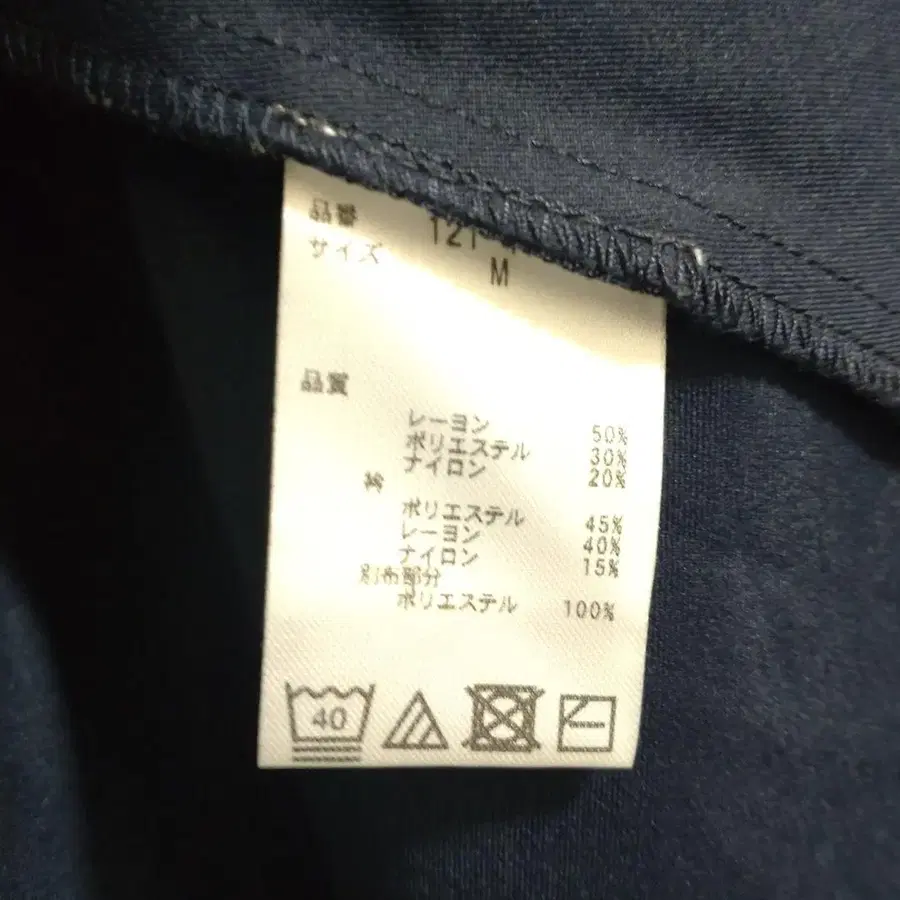 品番 121-
サイズ M
品質
レーヨン 50%
ポリエステル 30%
ナイロン 20%
ポリエステル 45%
レーヨン 40%
ナイロン 15%
別布部分
ポリエステル 100%
40